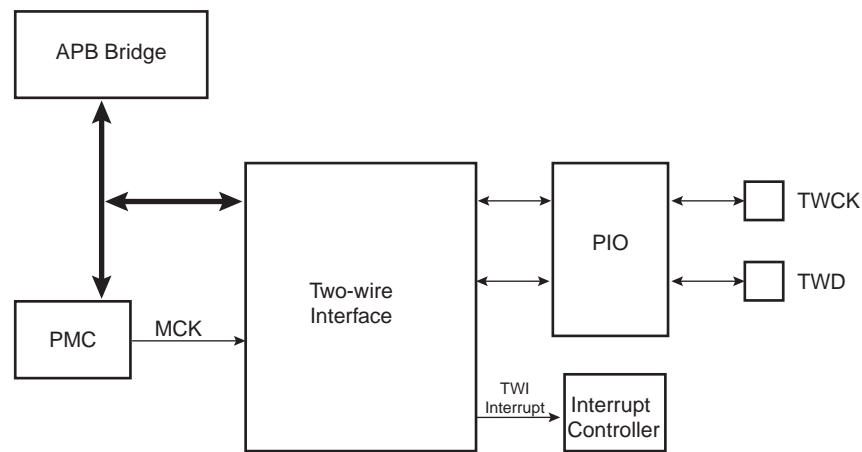 APB Bridge
TWCK
PIO
TWD
Two-wire
Interface
MCK
PMC
TWI
Interrupt
Interrupt
Controller